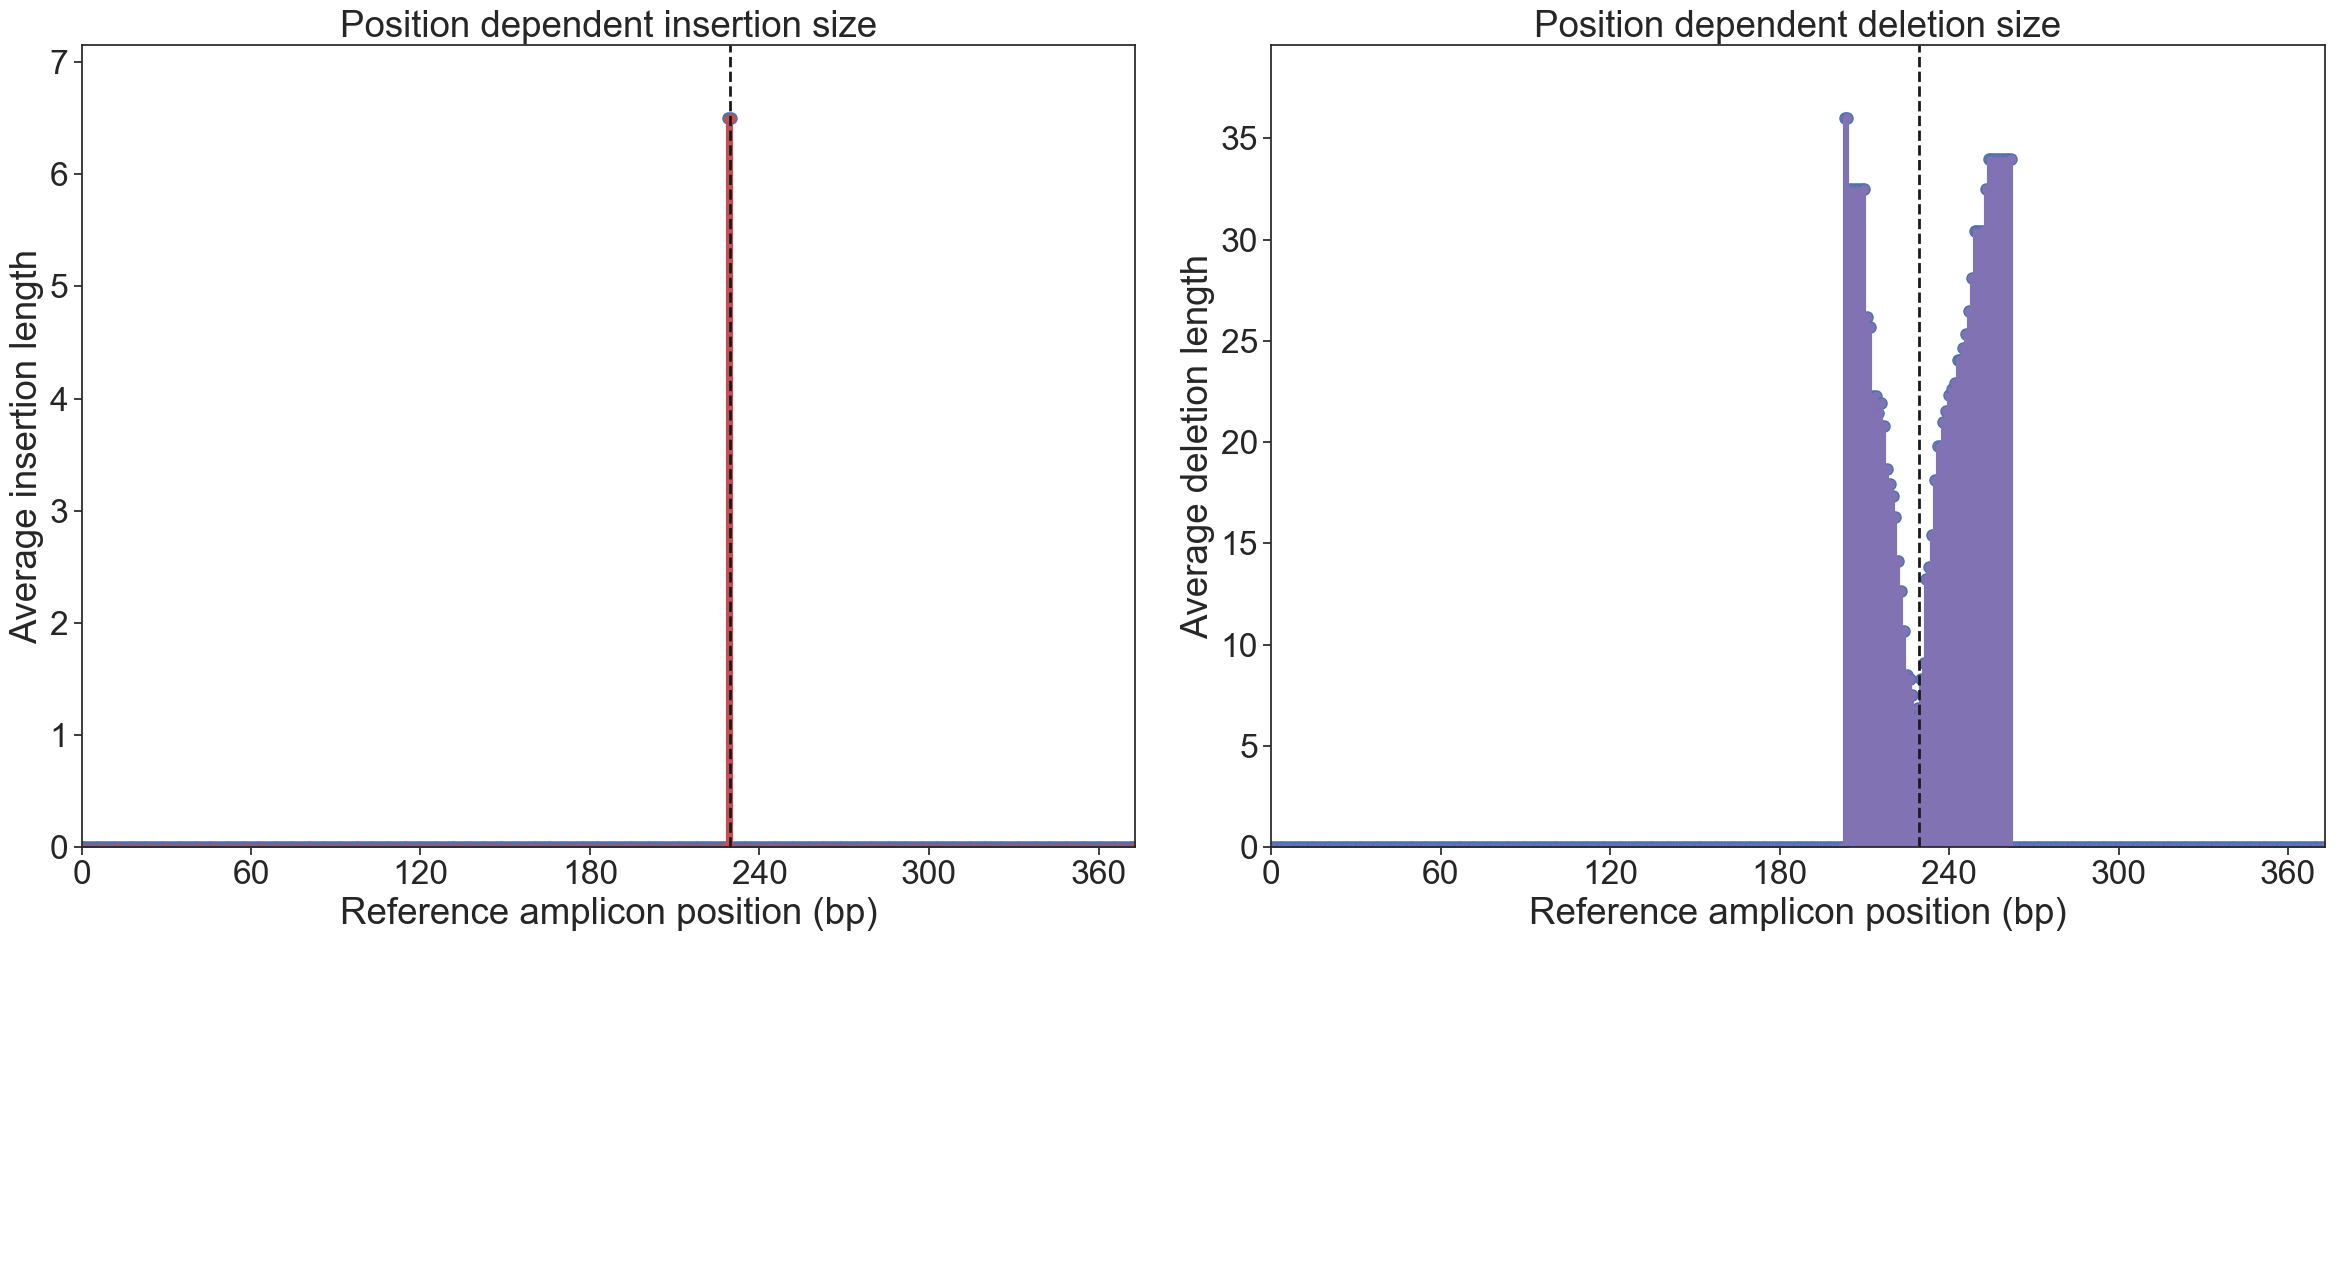 Position dependent insertion size
Average insertion length
7
6
5
4
3
2
1
0
0 60 120 180 240 300 360
Reference amplicon position (bp)
Position dependent deletion size
Average deletion length
35
30
25
20
15
10
5
0
0 60 120 180 240 300 360
Reference amplicon position (bp)